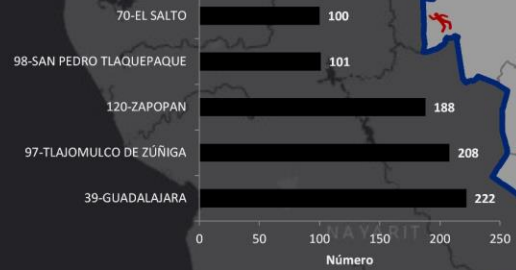 70-EL SALTO 100
98-SAN PEDRO TLAQUEPAQUE 101
120-ZAPOPAN 188
97-TLAJOMULCO DE ZÚÑIGA 208
39-GUADALAJARA 222
NAYARIT
0 50 100 150 200 250
Número